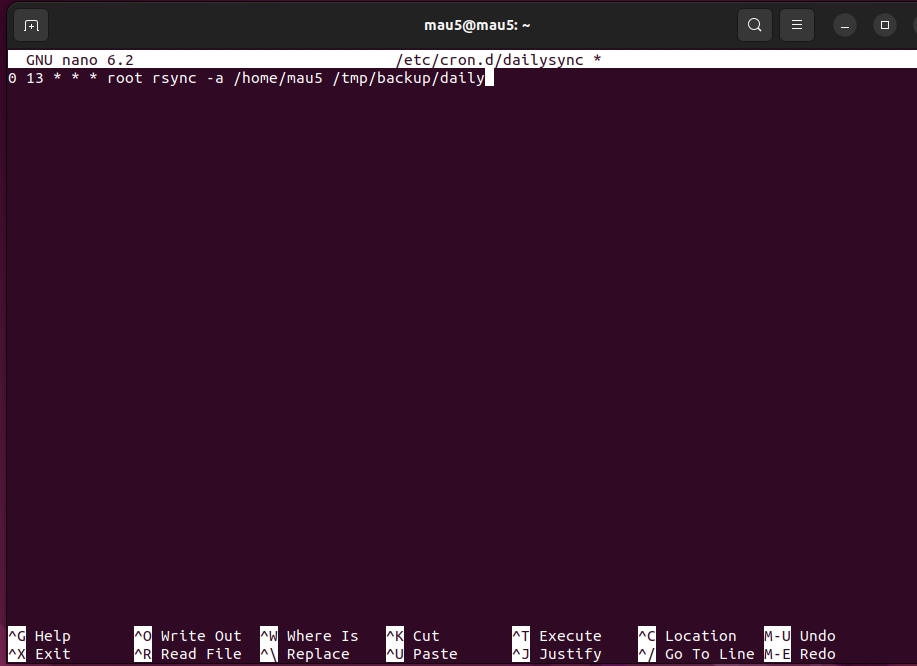 mau5@mau5: ~
GNU nano 6.2 /etc/cron.d/dailysync *
0 13 * * * root rsync -a /home/mau5 /tmp/backup/daily
^G Help ^O Write Out ^W Where Is ^K Cut ^T Execute ^C Location M-U Undo
^X Exit ^R Read File ^\ Replace ^U Paste ^J Justify ^/ Go To Line M-E Redo